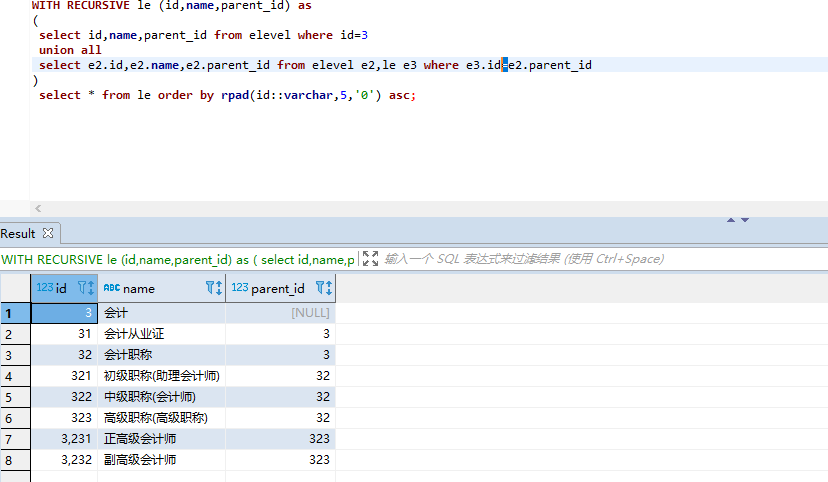 WITH RECURSIVE le (id,name,parent_id) as
(
select id,name,parent_id from elevel where id=3
union all
select e2.id,e2.name,e2.parent_id from elevel e2,le e3 where e3.id=e2.parent_id
)
select * from le order by rpad(id::varchar,5,'0') asc;
Result
WITH RECURSIVE le (id,name,parent_id) as ( select id,name,p 输入一个 SQL 表达式来过滤结果 (使用 Ctrl+Space)
123 id ABC name 123 parent_id
1 3 会计 [NULL]
2 31 会计从业证 3
3 32 会计职称 3
4 321 初级职称(助理会计师) 32
5 322 中级职称(会计师) 32
6 323 高级职称(高级职称) 32
7 3,231 正高级会计师 323
8 3,232 副高级会计师 323